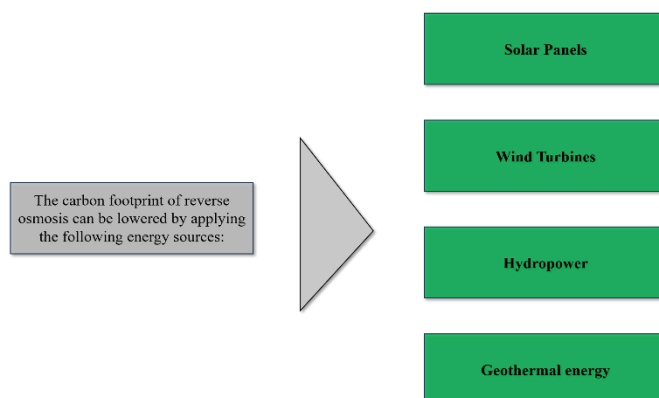 The carbon footprint of reverse
osmosis can be lowered by applying
the following energy sources:
Solar Panels
Wind Turbines
Hydropower
Geothermal energy